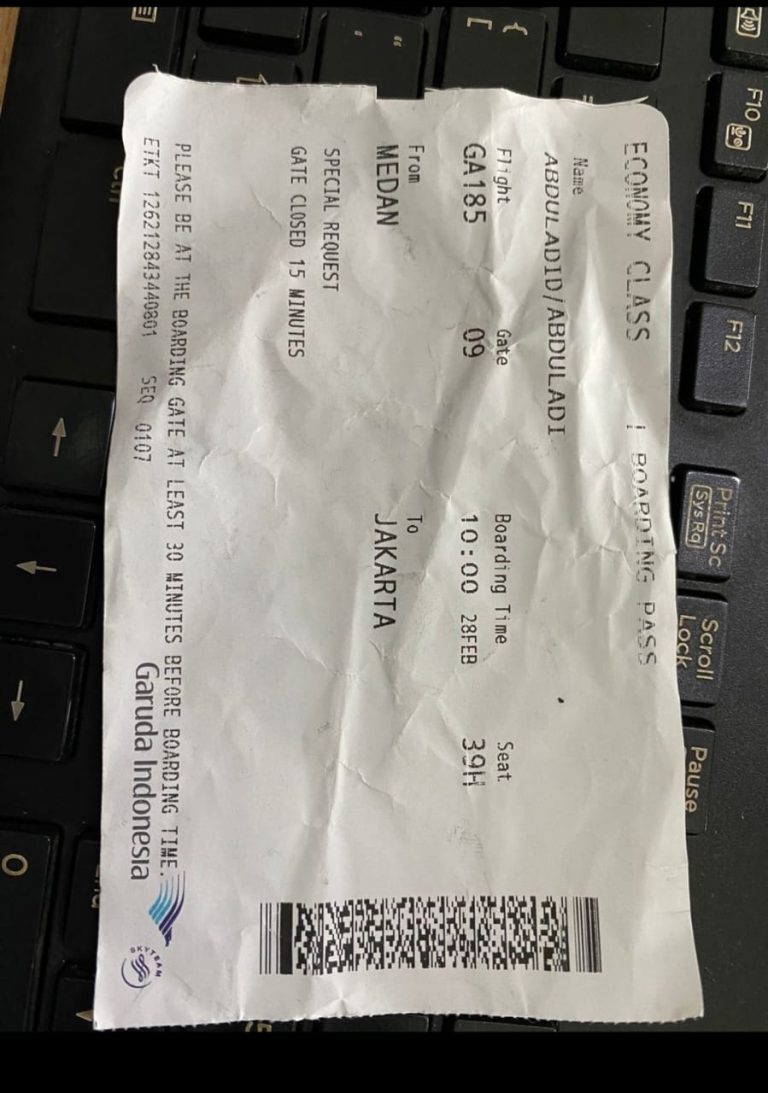 ECONOMY CLASS BOARDING PASS
Name
ABDULADID/ABDULADI
Flight Gate Boarding Time Seat
GA185 09 10:00 28FEB 39H
From To
MEDAN JAKARTA
SPECIAL REQUEST
GATE CLOSED 15 MINUTES
PLEASE BE AT THE BOARDING GATE AT LEAST 30 MINUTES BEFORE BOARDING TIME.
ETKT 126212843440801 SEQ 0107
Garuda Indonesia
SKYTEAM
F10
F11
F12
Print Sc
SysRq
Scroll
Lock
Pause